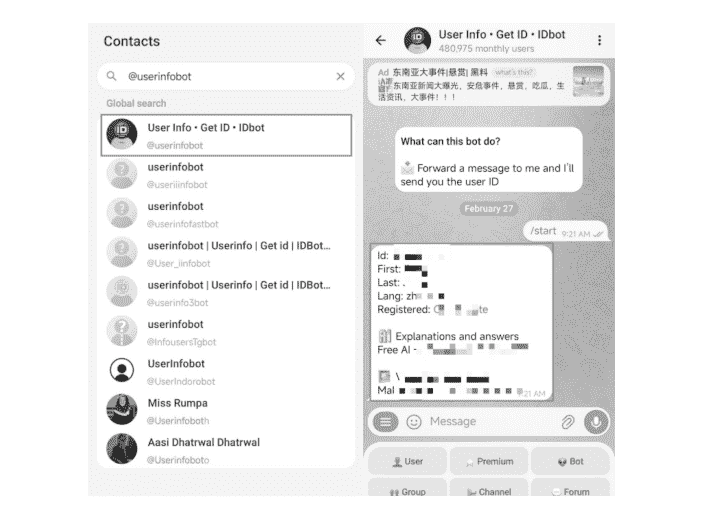 Contacts
@userinfobot
Global search
User Info • Get ID • IDbot
@userinfobot
userinfobot
@useriiinfobot
userinfobot
@userinfofastbot
userinfobot | Userinfo | Get id | IDBot...
@User_iinfobot
userinfobot | Userinfo | Get id | IDBot...
@userinfo3bot
userinfobot
@InfousersTgbot
UserInfobot
@UserIndorobot
Miss Rumpa
@Userinfoboth
Aasi Dhatrwal Dhatrwal
@Userinfoboto
User Info • Get ID • IDbot
480,975 monthly users
Ad 东南亚大事件|悬赏| 黑料 what's this?
东南亚新闻大曝光，安危事件，悬赏，吃瓜，生
活资讯，大事件！！！
What can this bot do?
Forward a message to me and I'll
send you the user ID
February 27
/start 9:21 AM
Id:
First:
Last: .
Lang: zh
Registered:
Explanations and answers
Free AI -
Mal
9:21 AM
Message
User
Premium
Bot
Group
Channel
Forum